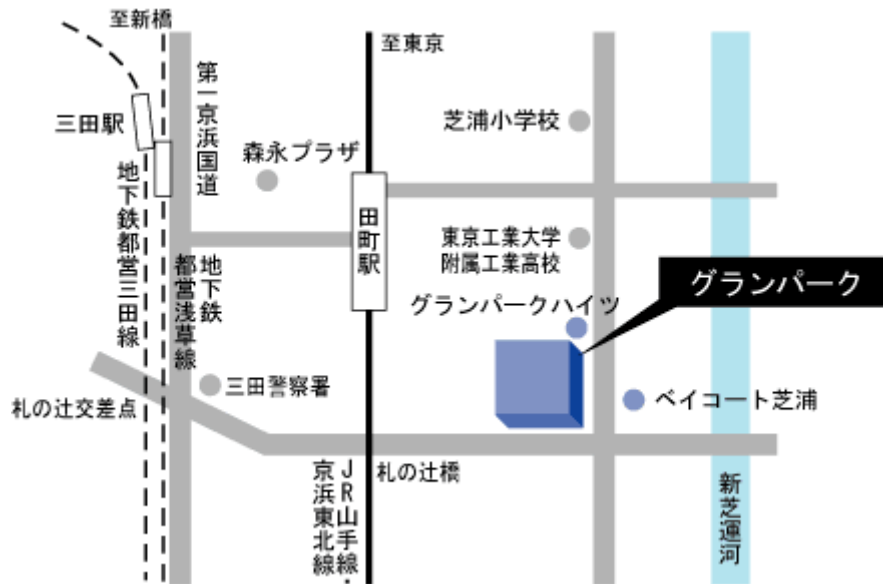 至新橋
至東京
三田駅
第一京浜国道
芝浦小学校
森永プラザ
地下鉄都営三田線
田町駅
東京工業大学
附属工業高校
地下鉄
都営浅草線
グランパーク
グランパークハイツ
三田警察署
ベイコート芝浦
札の辻交差点
札の辻橋
JR山手線・
京浜東北線
新芝運河